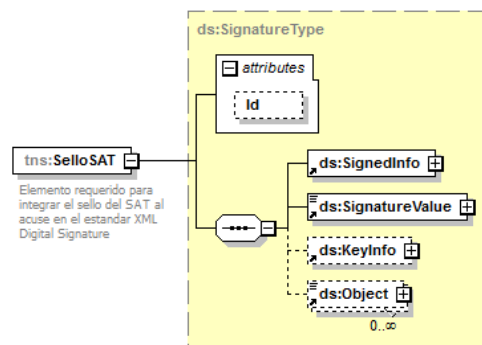 ds:SignatureType
attributes
Id
tns:SelloSAT
Elemento requerido para
integrar el sello del SAT al
acuse en el estandar XML
Digital Signature
ds:SignedInfo
ds:SignatureValue
ds:KeyInfo
ds:Object
0..∞